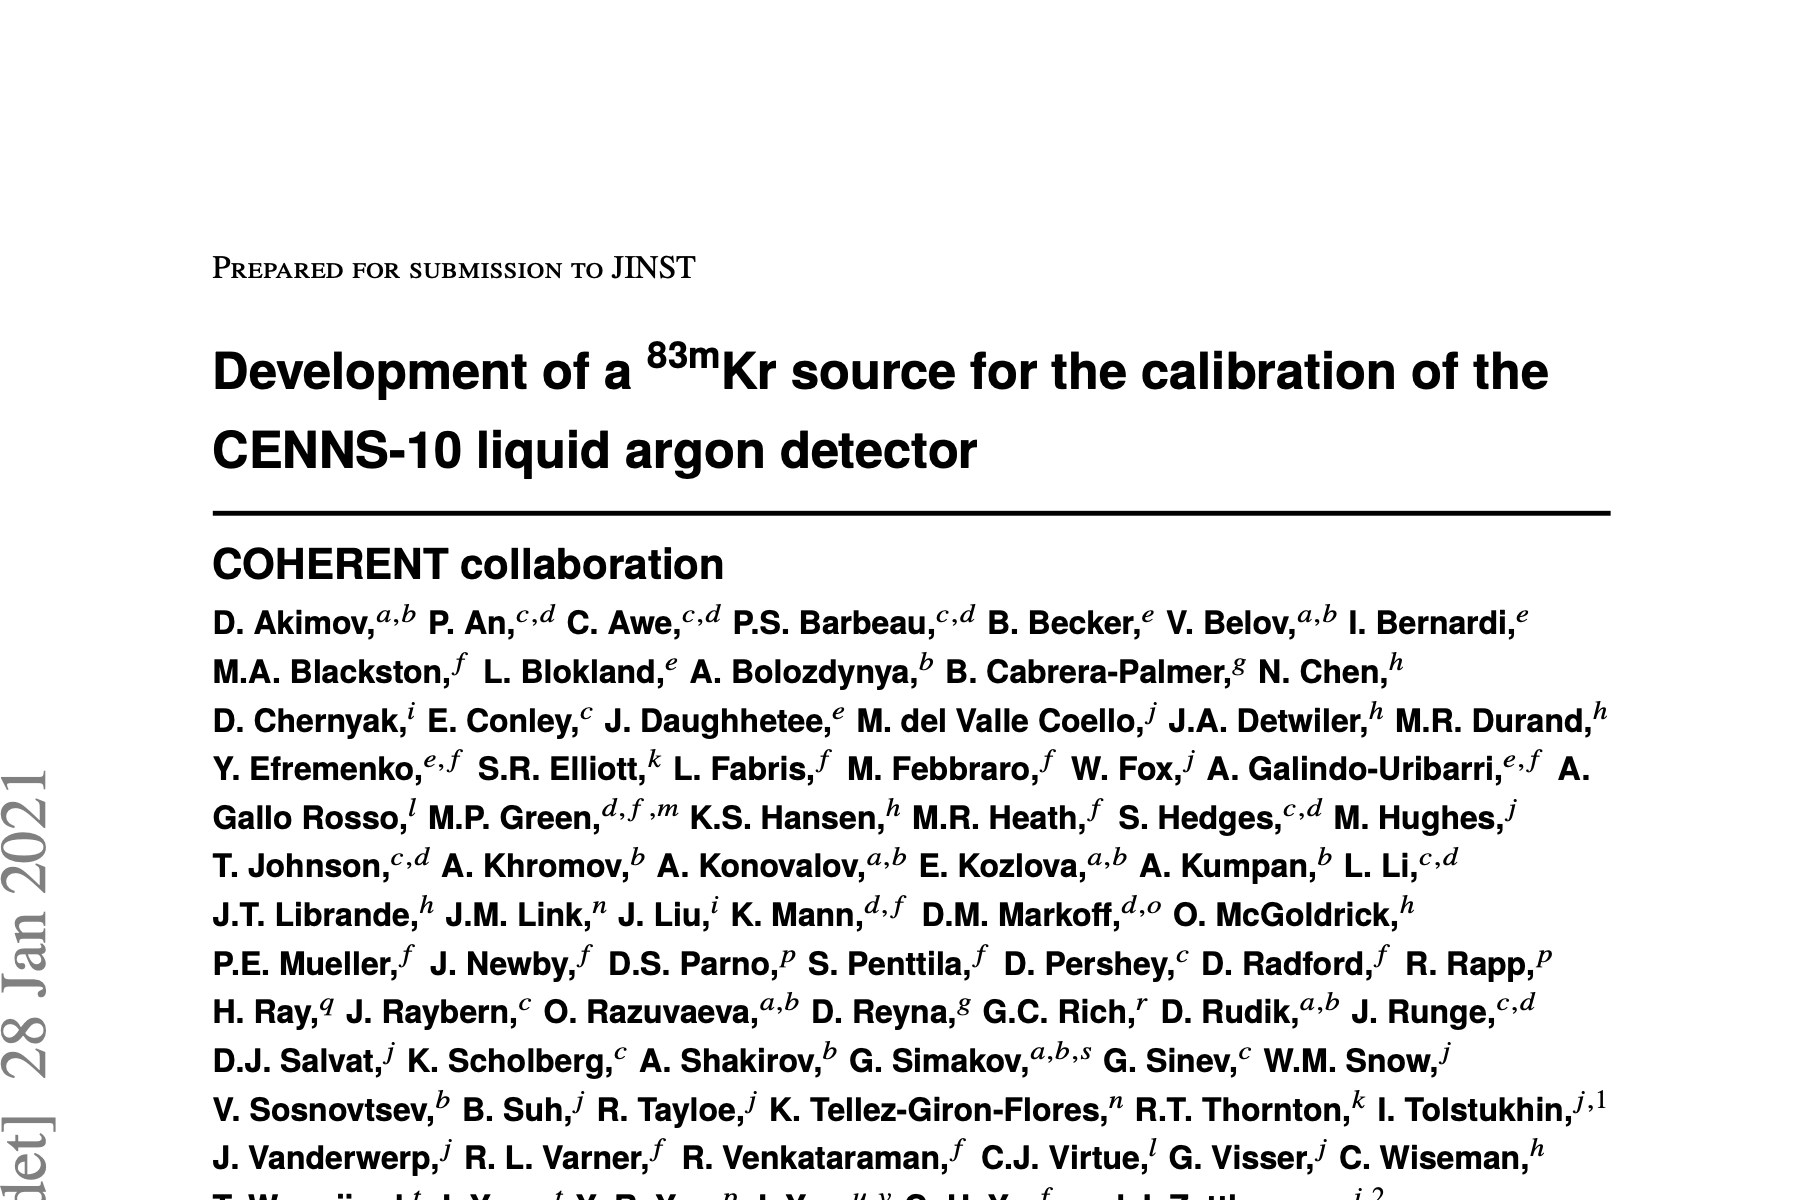 PREPARED FOR SUBMISSION TO JINST
Development of a ⁸³ᵐKr source for the calibration of the
CENNS-10 liquid argon detector
COHERENT collaboration
D. Akimov,ᵃ,ᵇ P. An,ᶜ,ᵈ C. Awe,ᶜ,ᵈ P.S. Barbeau,ᶜ,ᵈ B. Becker,ᵉ V. Belov,ᵃ,ᵇ I. Bernardi,ᵉ
M.A. Blackston,ᶠ L. Blokland,ᵉ A. Bolozdynya,ᵇ B. Cabrera-Palmer,ᵍ N. Chen,ʰ
D. Chernyak,ⁱ E. Conley,ᶜ J. Daughhetee,ᵉ M. del Valle Coello,ʲ J.A. Detwiler,ʰ M.R. Durand,ʰ
Y. Efremenko,ᵉ,ᶠ S.R. Elliott,ᵏ L. Fabris,ᶠ M. Febbraro,ᶠ W. Fox,ʲ A. Galindo-Uribarri,ᵉ,ᶠ A.
Gallo Rosso,ˡ M.P. Green,ᵈ,ᶠ,ᵐ K.S. Hansen,ʰ M.R. Heath,ᶠ S. Hedges,ᶜ,ᵈ M. Hughes,ʲ
T. Johnson,ᶜ,ᵈ A. Khromov,ᵇ A. Konovalov,ᵃ,ᵇ E. Kozlova,ᵃ,ᵇ A. Kumpan,ᵇ L. Li,ᶜ,ᵈ
J.T. Librande,ʰ J.M. Link,ⁿ J. Liu,ⁱ K. Mann,ᵈ,ᶠ D.M. Markoff,ᵈ,ᵒ O. McGoldrick,ʰ
P.E. Mueller,ᶠ J. Newby,ᶠ D.S. Parno,ᵖ S. Penttila,ᶠ D. Pershey,ᶜ D. Radford,ᶠ R. Rapp,ᵖ
H. Ray,𐞥 J. Raybern,ᶜ O. Razuvaeva,ᵃ,ᵇ D. Reyna,ᵍ G.C. Rich,ʳ D. Rudik,ᵃ,ᵇ J. Runge,ᶜ,ᵈ
D.J. Salvat,ʲ K. Scholberg,ᶜ A. Shakirov,ᵇ G. Simakov,ᵃ,ᵇ,ˢ G. Sinev,ᶜ W.M. Snow,ʲ
V. Sosnovtsev,ᵇ B. Suh,ʲ R. Tayloe,ʲ K. Tellez-Giron-Flores,ⁿ R.T. Thornton,ᵏ I. Tolstukhin,ʲ,¹
J. Vanderwerp,ʲ R. L. Varner,ᶠ R. Venkataraman,ᶠ C.J. Virtue,ˡ G. Visser,ʲ C. Wiseman,ʰ
det] 28 Jan 2021